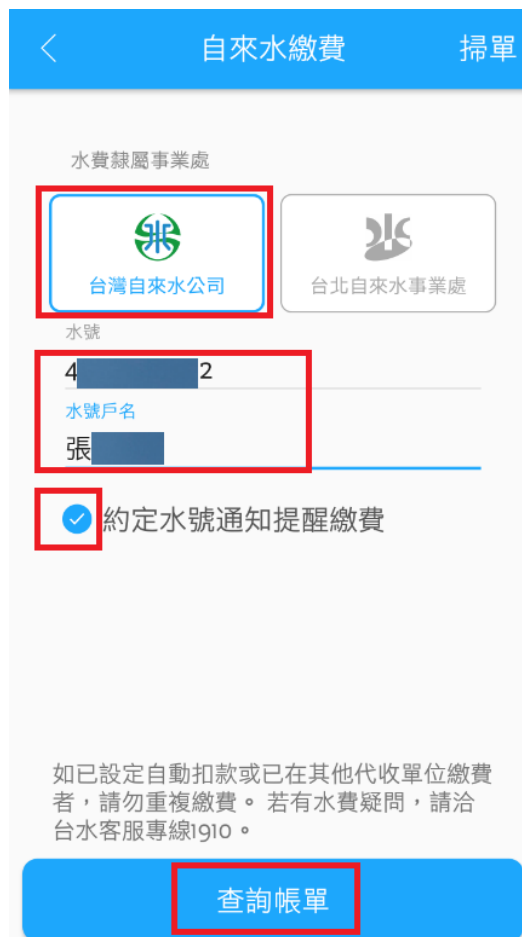 自來水繳費 掃單
水費隸屬事業處
台灣自來水公司 台北自來水事業處
水號
4 2
水號戶名
張
約定水號通知提醒繳費
如已設定自動扣款或已在其他代收單位繳費
者，請勿重複繳費。若有水費疑問，請洽
台水客服專線1910。
查詢帳單